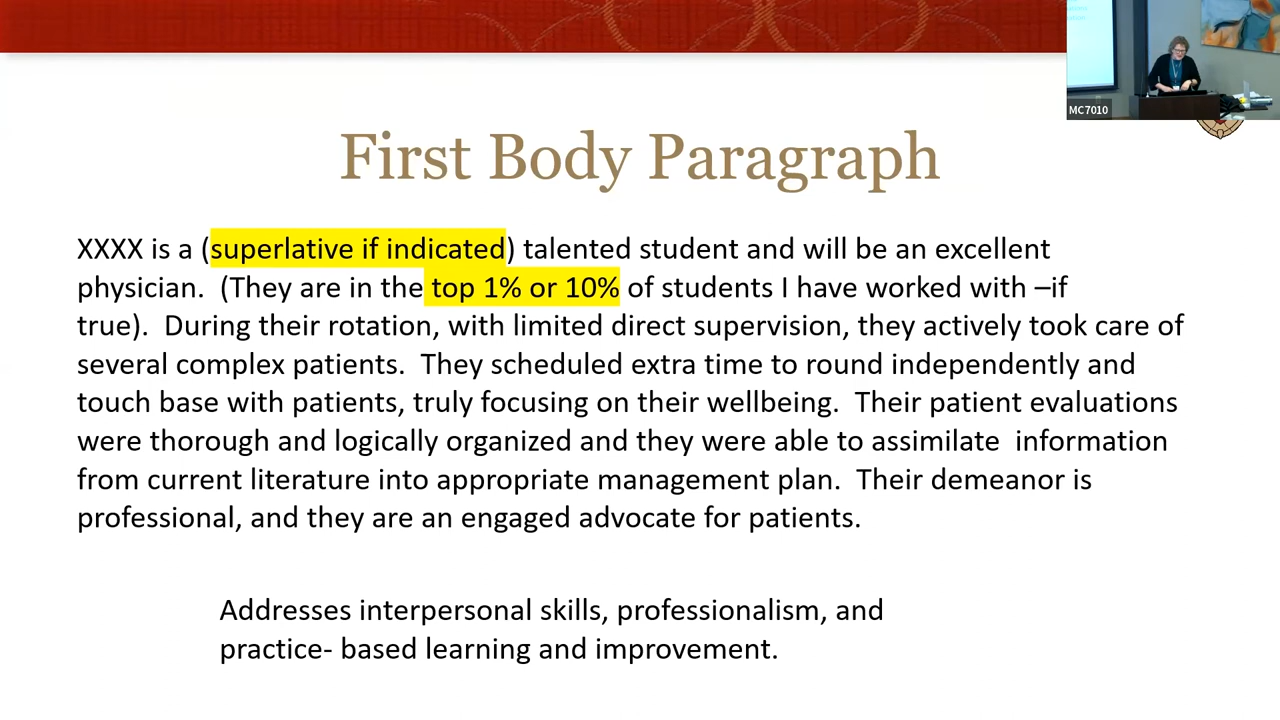 MC7010
First Body Paragraph
XXXX is a (superlative if indicated) talented student and will be an excellent
physician.  (They are in the top 1% or 10% of students I have worked with –if
true).  During their rotation, with limited direct supervision, they actively took care of
several complex patients.  They scheduled extra time to round independently and
touch base with patients, truly focusing on their wellbeing.  Their patient evaluations
were thorough and logically organized and they were able to assimilate  information
from current literature into appropriate management plan.  Their demeanor is
professional, and they are an engaged advocate for patients.
Addresses interpersonal skills, professionalism, and
practice- based learning and improvement.